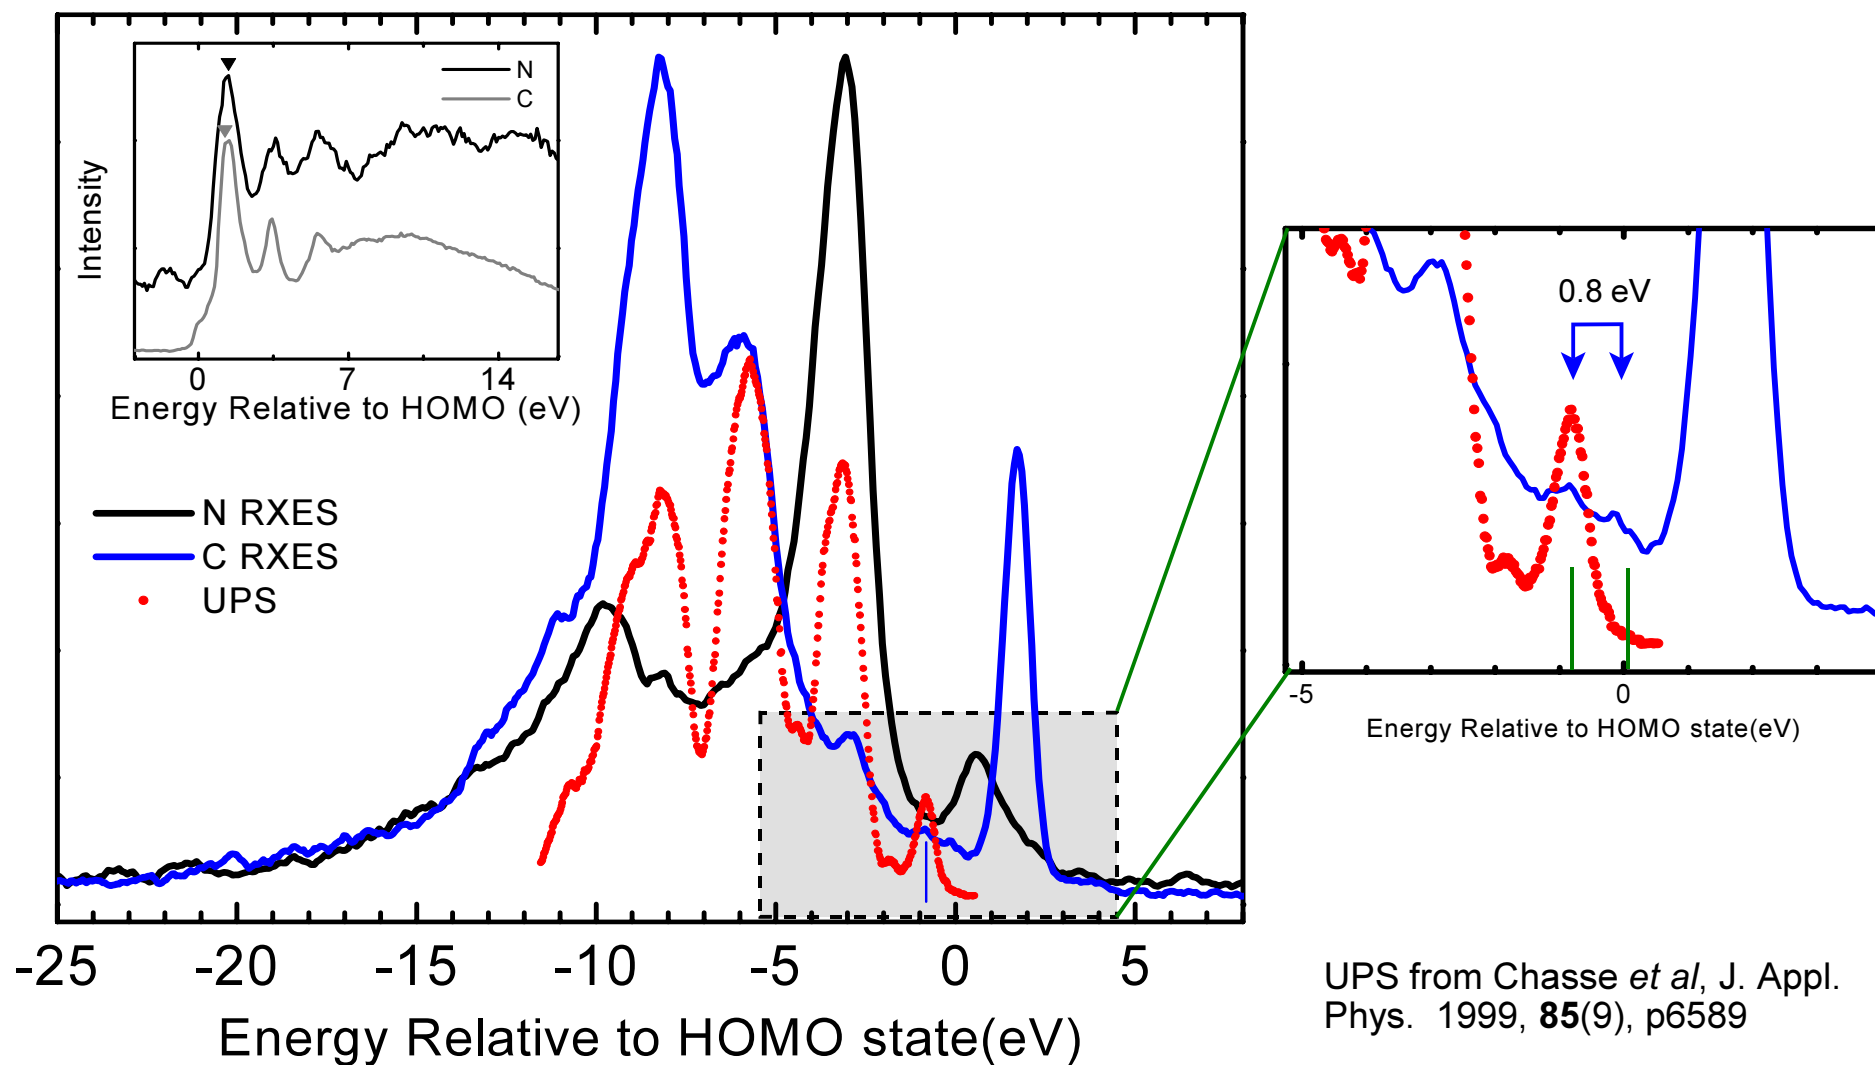 N
C
Intensity
0 7 14
Energy Relative to HOMO (eV)
N RXES
C RXES
UPS
-25 -20 -15 -10 -5 0 5
Energy Relative to HOMO state(eV)
0.8 eV
-5 0
Energy Relative to HOMO state(eV)
UPS from Chasse et al, J. Appl.
Phys. 1999, 85(9), p6589